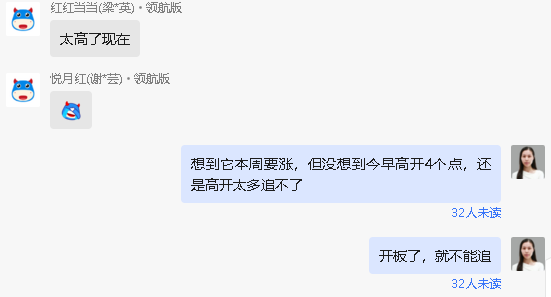 红红当当(梁*英)·领航版
太高了现在
悦月红(谢*芸)·领航版
想到它本周要涨，但没想到今早高开4个点，还
是高开太多追不了
32人未读
开板了，就不能追
32人未读